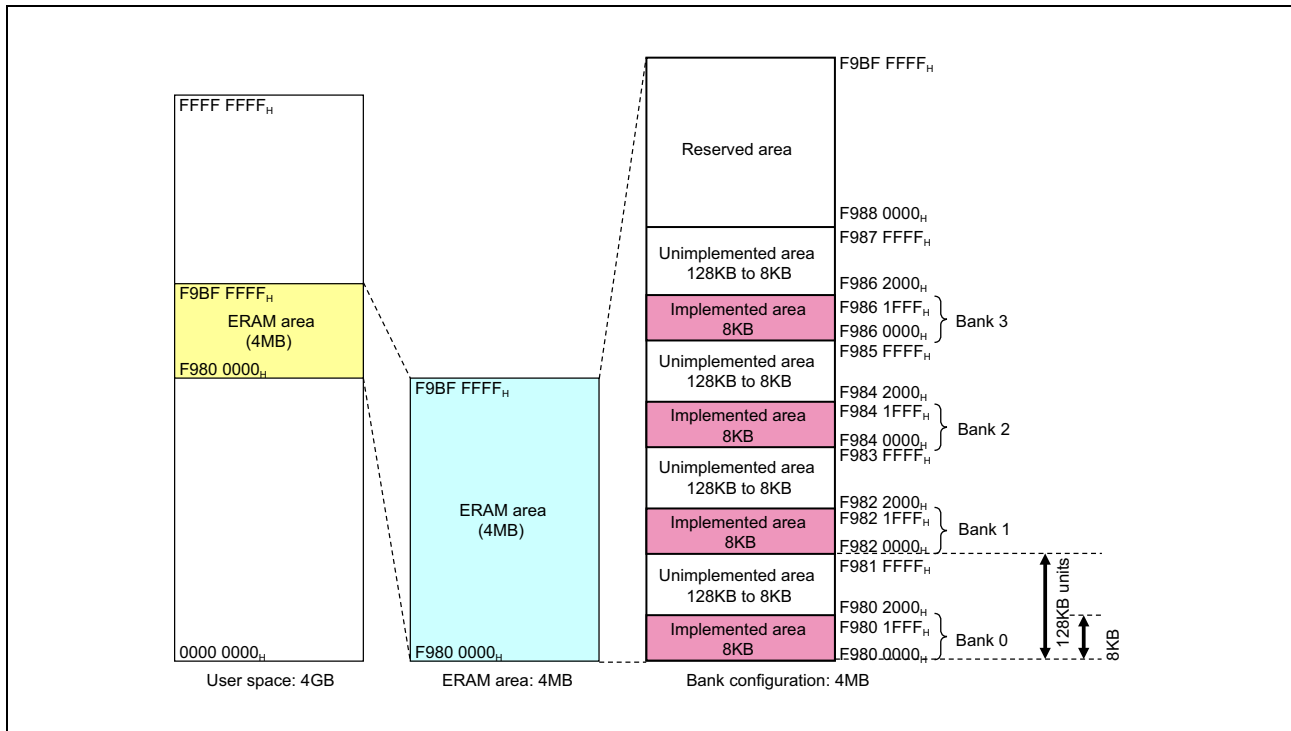 FFFF FFFFH
F9BF FFFFH
ERAM area
(4MB)
F980 0000H
0000 0000H
User space: 4GB
F9BF FFFFH
ERAM area
(4MB)
F980 0000H
ERAM area: 4MB
F9BF FFFFH
Reserved area
F988 0000H
F987 FFFFH
Unimplemented area
128KB to 8KB
F986 2000H
Implemented area
8KB
F986 1FFFH
F986 0000H
Bank 3
F985 FFFFH
Unimplemented area
128KB to 8KB
F984 2000H
Implemented area
8KB
F984 1FFFH
F984 0000H
Bank 2
F983 FFFFH
Unimplemented area
128KB to 8KB
F982 2000H
Implemented area
8KB
F982 1FFFH
F982 0000H
Bank 1
F981 FFFFH
Unimplemented area
128KB to 8KB
F980 2000H
Implemented area
8KB
F980 1FFFH
F980 0000H
Bank 0
128KB units
8KB
Bank configuration: 4MB